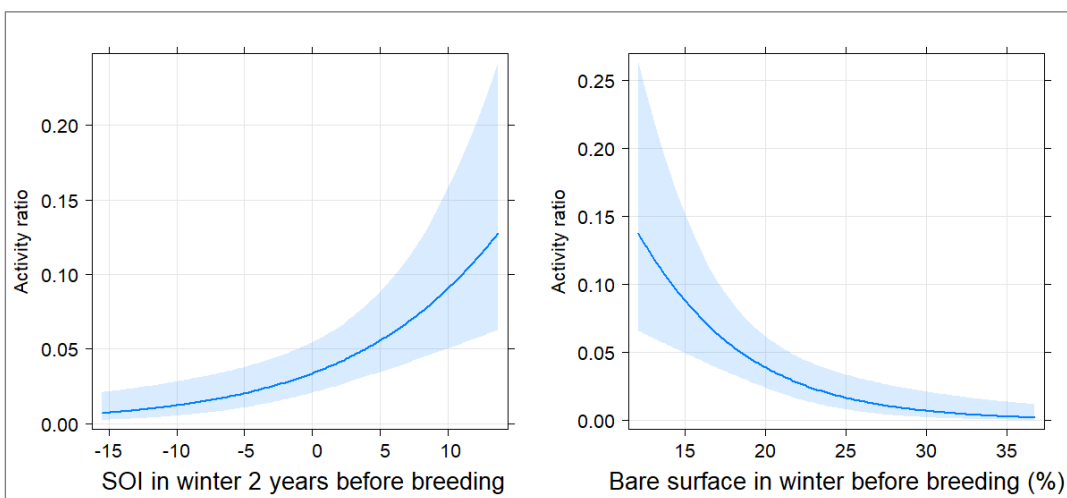 Activity ratio
0.20
0.15
0.10
0.05
0.00
-15 -10 -5 0 5 10
SOI in winter 2 years before breeding
Activity ratio
0.25
0.20
0.15
0.10
0.05
0.00
15 20 25 30 35
Bare surface in winter before breeding (%)